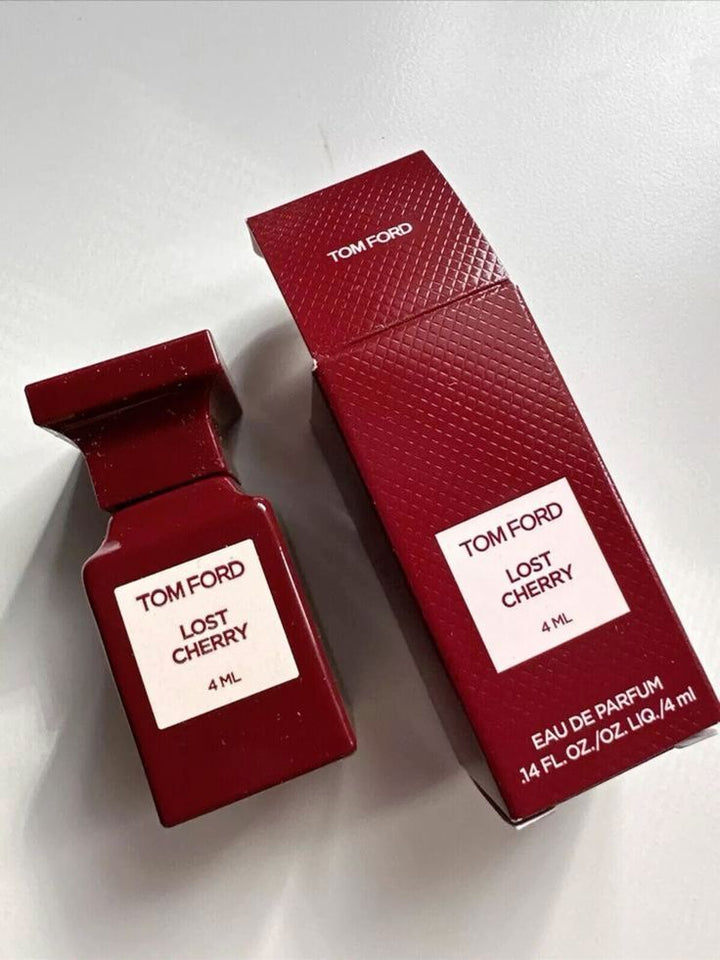 TOM FORD
TOM FORD
LOST
CHERRY
4 ML
TOM FORD
LOST
CHERRY
4 ML
EAU DE PARFUM
.14 FL. OZ./OZ. LIQ./4 ml